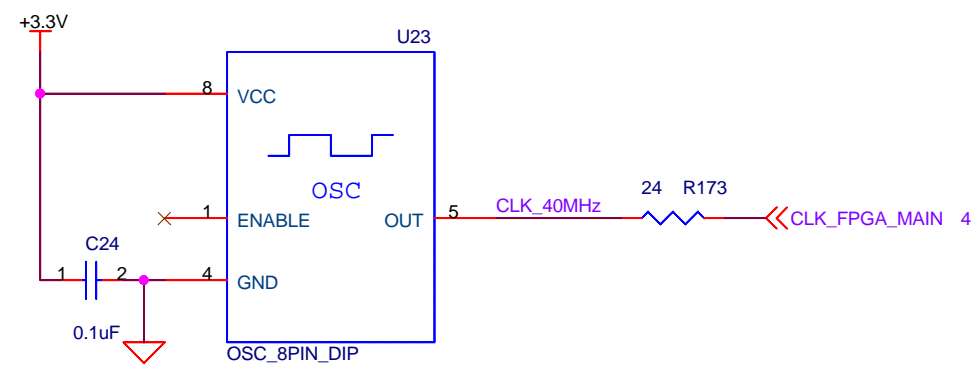 +3.3V
U23
8
VCC
OSC
24 R173
1
ENABLE
OUT
5
CLK_40MHz
CLK_FPGA_MAIN 4
C24
1
2
4
GND
0.1uF
OSC_8PIN_DIP